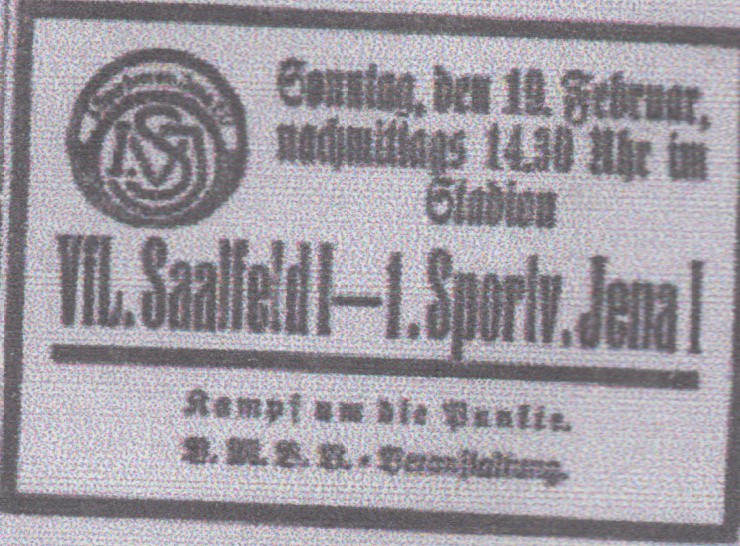 Sonntag, den 19. Februar,
nachmittags 14.30 Uhr im
Stadion
VfL. Saalfeld I — 1. Sportv. Jena I
Kampf um die Punkte.
V. M. B. V. - Veranstaltung.